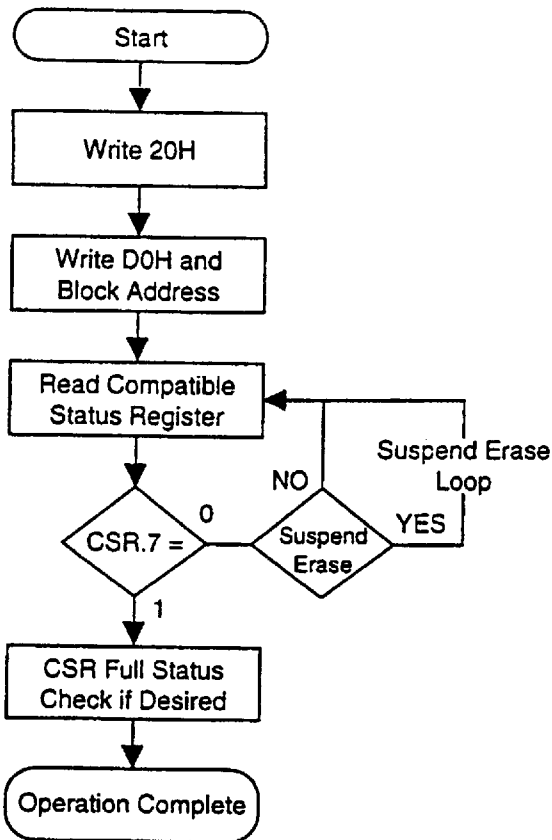 Start
Write 20H
Write D0H and
Block Address
Read Compatible
Status Register
Suspend Erase
Loop
NO
0
YES
CSR.7 =
Suspend
Erase
1
CSR Full Status
Check if Desired
Operation Complete